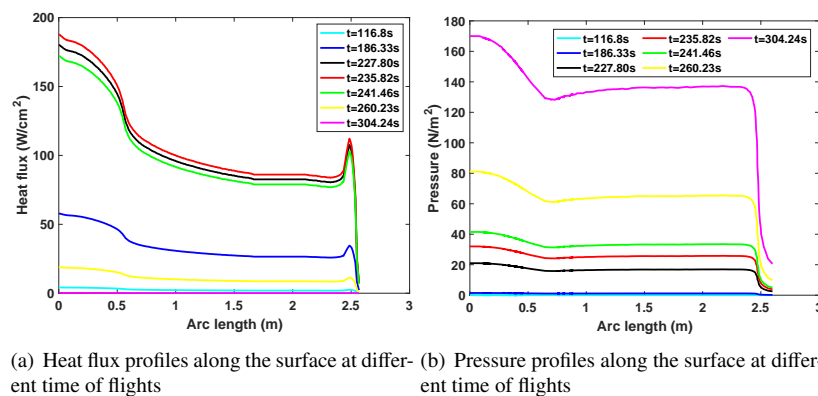 200
150
100
50
0
Heat flux (W/cm²)
0
0.5
1
1.5
2
2.5
3
Arc length (m)
t=116.8s
t=186.33s
t=227.80s
t=235.82s
t=241.46s
t=260.23s
t=304.24s
180
160
140
120
100
80
60
40
20
0
Pressure (N/m²)
0
0.5
1
1.5
2
2.5
3
Arc length (m)
t=116.8s t=235.82s t=304.24s
t=186.33s t=241.46s
t=227.80s t=260.23s
(a) Heat flux profiles along the surface at differ-
ent time of flights
(b) Pressure profiles along the surface at differ-
ent time of flights